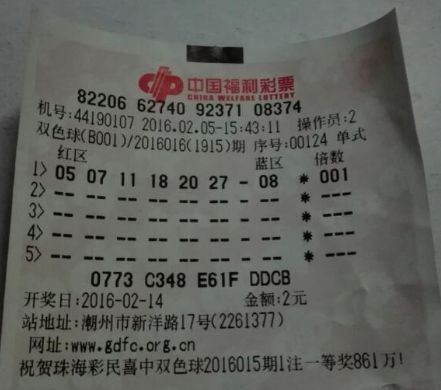 中国福利彩票
CHINA WELFARE LOTTERY
82206 62740 92371 08374
机号:44190107 2016.02.05-15:43:11 操作员:2
双色球(B001)/2016016(1915)期 序号:00124 单式
红区 蓝区 倍数
1> 05 07 11 18 20 27 - 08 * 001
2> -- -- -- -- -- -- - -- * ---
3> -- -- -- -- -- -- - -- * ---
4> -- -- -- -- -- -- - -- * ---
5> -- -- -- -- -- -- - -- * ---
0773 C348 E61F DDCB
开奖日:2016-02-14 金额:2元
站地址:潮州市新洋路17号(2261377)
网址:www.gdfc.org.cn
祝贺珠海彩民喜中双色球2016015期1注一等奖861万!